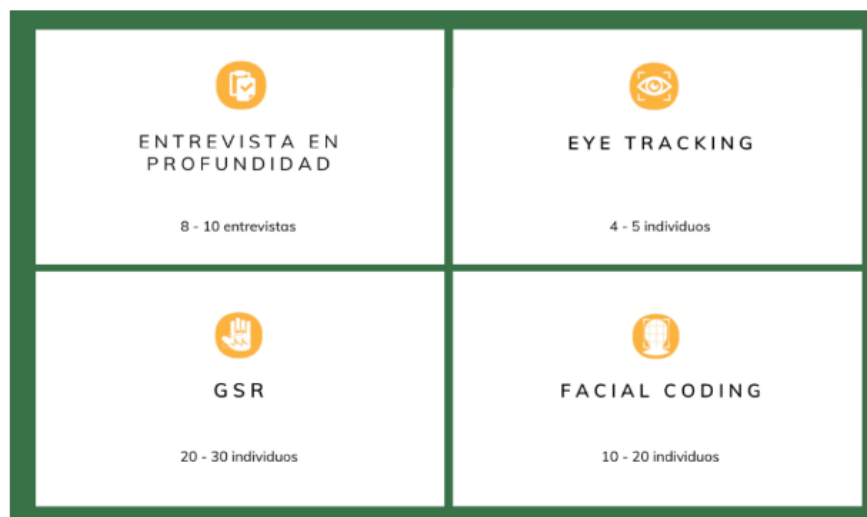 ENTREVISTA EN
PROFUNDIDAD
8 - 10 entrevistas
EYE TRACKING
4 - 5 individuos
GSR
20 - 30 individuos
FACIAL CODING
10 - 20 individuos